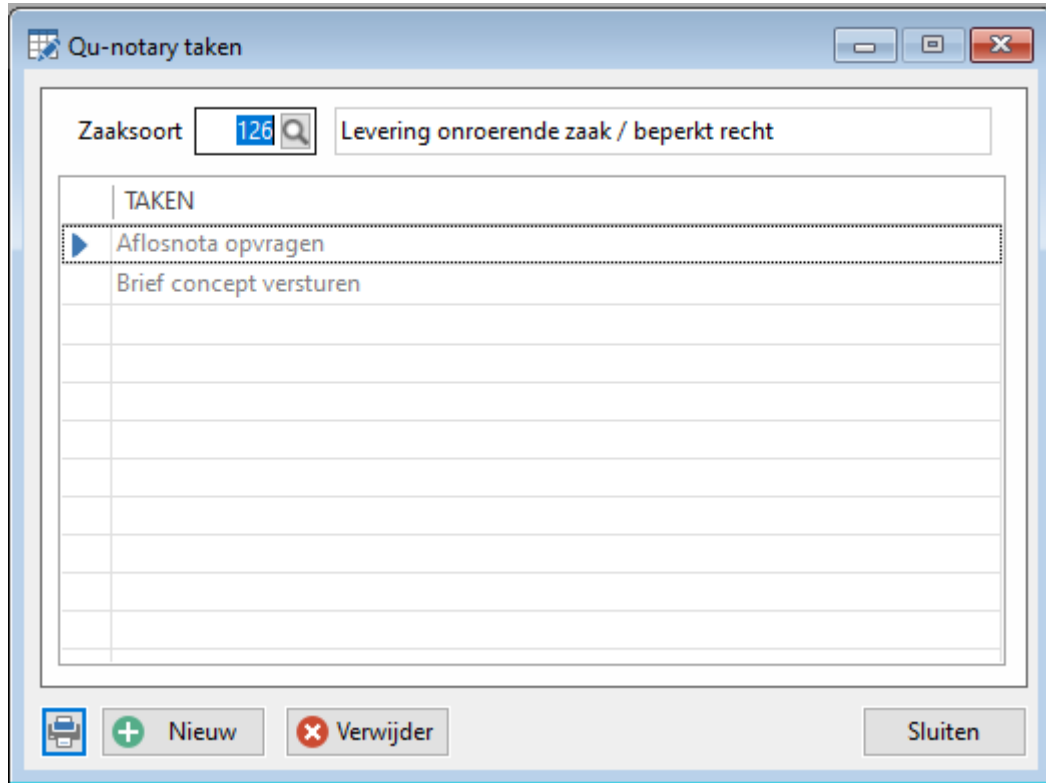 Qu-notary taken
Zaaksoort 126 Levering onroerende zaak / beperkt recht
TAKEN
Aflosnota opvragen
Brief concept versturen
Nieuw Verwijder Sluiten